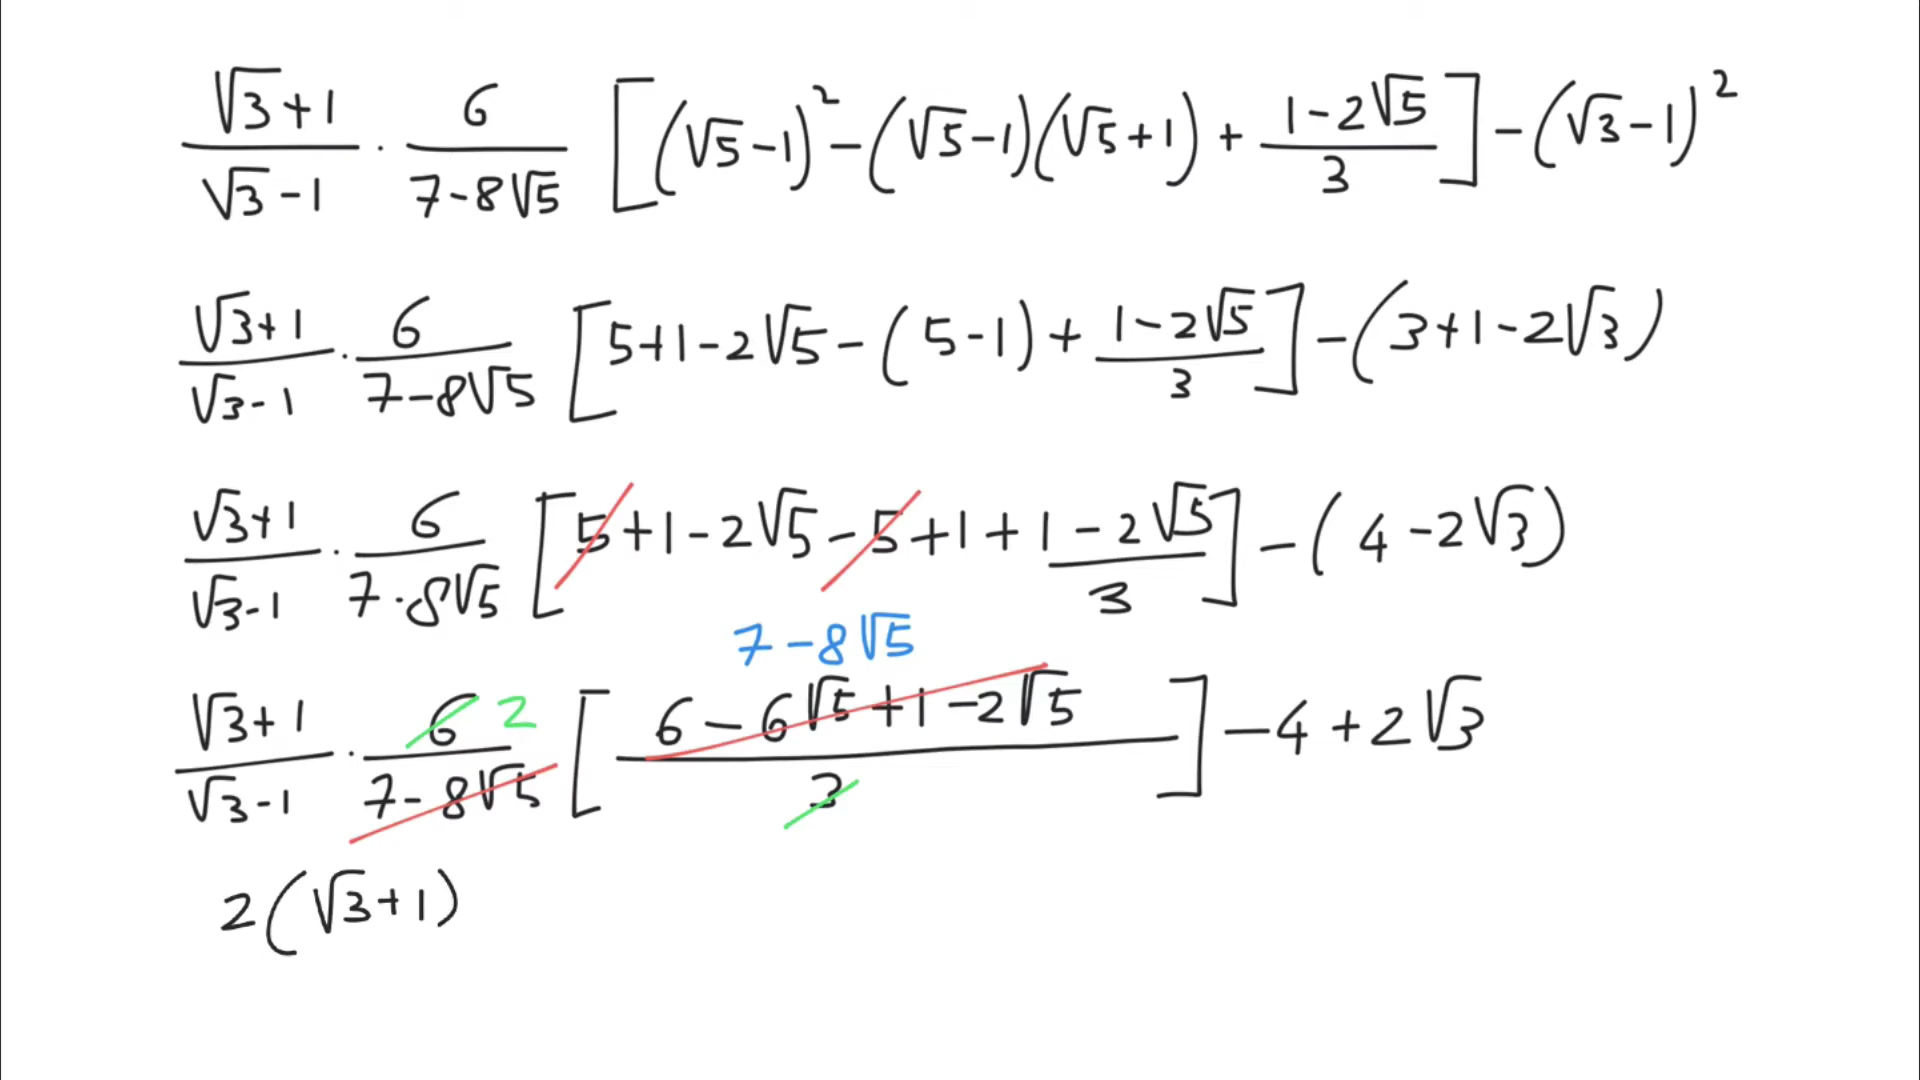 (√3+1)/(√3-1) · 6/(7-8√5) [(√5-1)² - (√5-1)(√5+1) + (1-2√5)/3] - (√3-1)²
(√3+1)/(√3-1) · 6/(7-8√5) [5+1-2√5 - (5-1) + (1-2√5)/3] - (3+1-2√3)
(√3+1)/(√3-1) · 6/(7-8√5) [5+1-2√5-5+1+(1-2√5)/3] - (4-2√3)
7-8√5
(√3+1)/(√3-1) · 6/(7-8√5) 2 [(6-6√5+1-2√5)/3] - 4 + 2√3
2(√3+1)